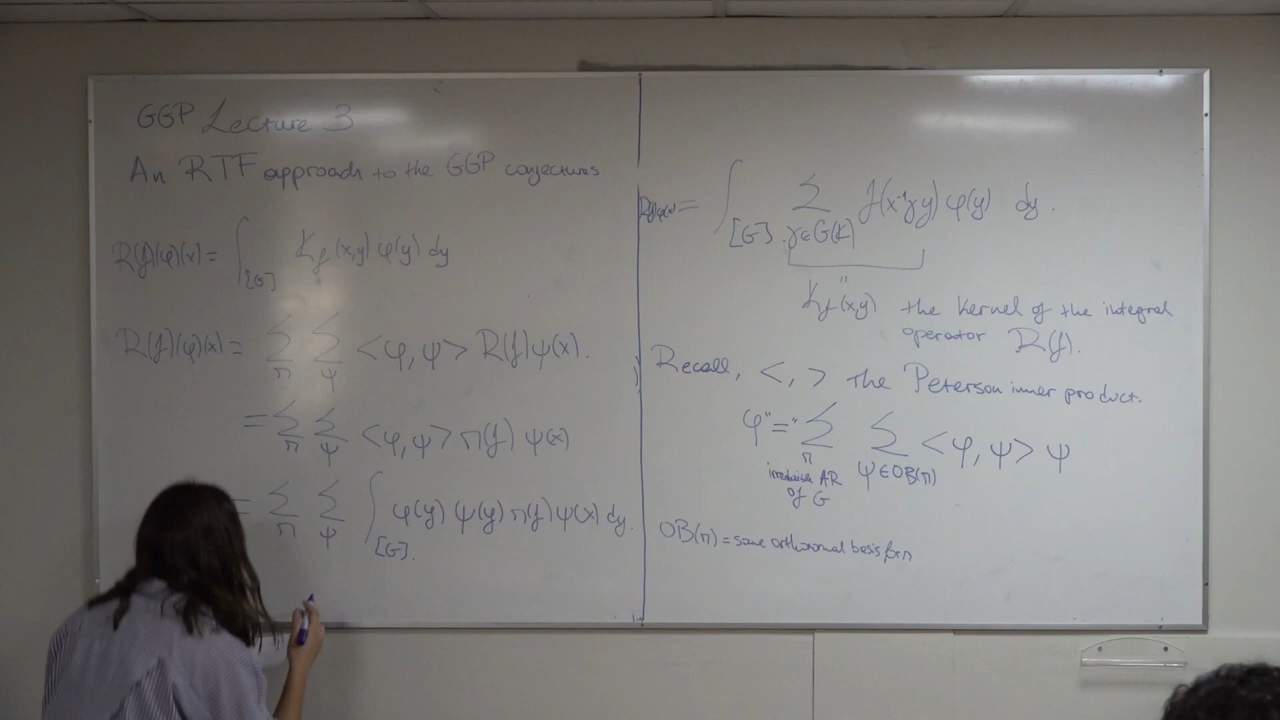 GGP Lecture 3
An RTF approach to the GGP conjectures
R(f)(φ)(x) = ∫_[G] K_f(x,y) φ(y) dy
R(f)(φ)(x) = Σ_π Σ_ψ <φ,ψ> R(f)ψ(x).
= Σ_π Σ_ψ <φ,ψ> π(f) ψ(x)
= Σ_π Σ_ψ ∫_[G]. φ(y) ψ(y) π(f)ψ(x) dy.
R(f)φ(x) = ∫_[G] Σ_γ∈G(K) f(x⁻¹γy) φ(y) dy.
"
K_f(x,y) the kernel of the integral
operator R(f).
Recall, < , > the Peterson inner product.
φ "=" Σ_π Σ_ψ∈OB(π) <φ,ψ> ψ
irreducible AR
of G
OB(π) = some orthonormal basis for π